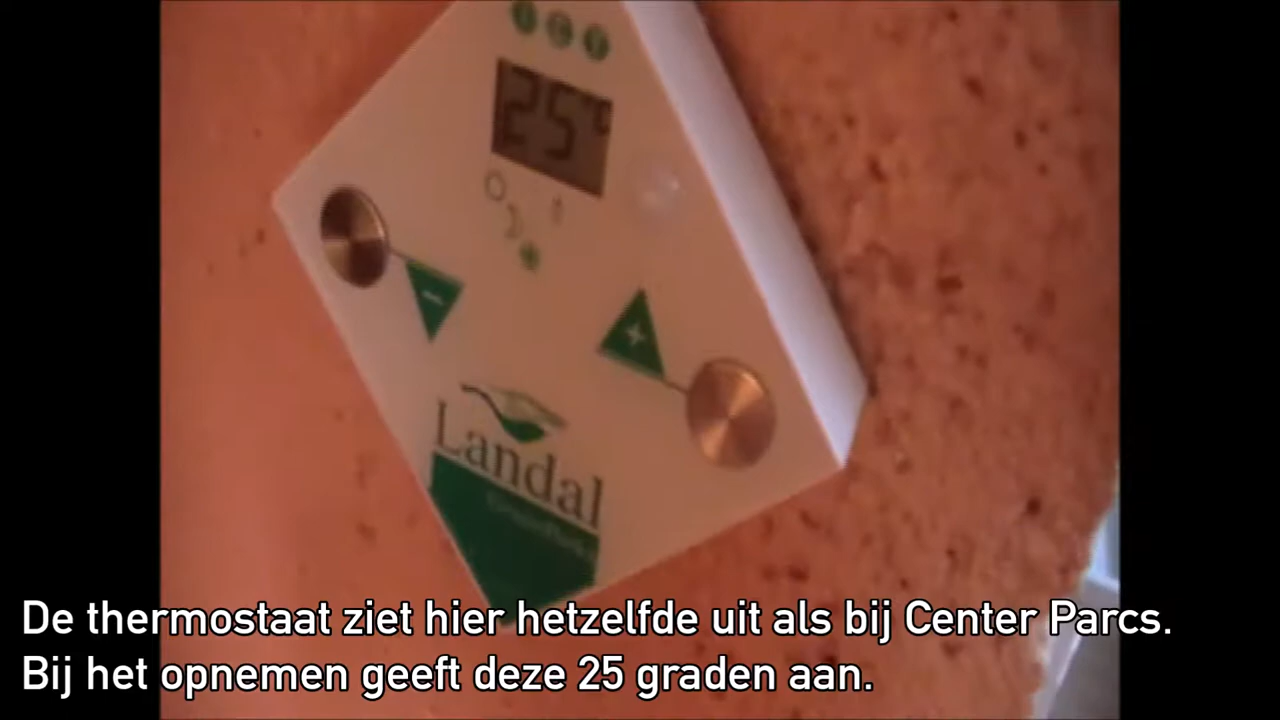 25°C
Landal
GreenParks
De thermostaat ziet hier hetzelfde uit als bij Center Parcs.
Bij het opnemen geeft deze 25 graden aan.